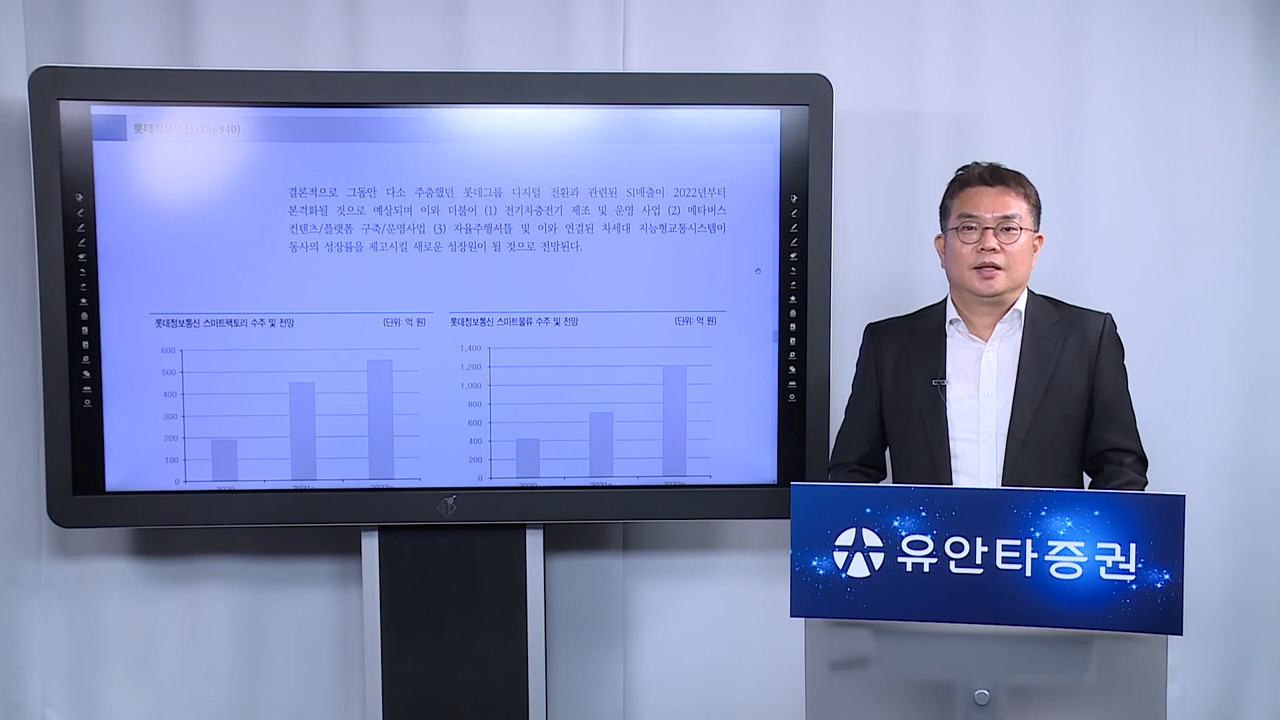 롯데정보통신 (286940)
결론적으로 그동안 다소 주춤했던 롯데그룹 디지털 전환과 관련된 SI매출이 2022년부터
본격화될 것으로 예상되며 이와 더불어 (1) 전기차충전기 제조 및 운영 사업 (2) 메타버스
컨텐츠/플랫폼 구축/운영사업 (3) 자율주행셔틀 및 이와 연결된 차세대 지능형교통시스템이
동사의 성장률을 제고시킬 새로운 성장원이 될 것으로 전망된다.
롯데정보통신 스마트팩토리 수주 및 전망 (단위: 억 원)
600
500
400
300
200
100
0
롯데정보통신 스마트물류 수주 및 전망 (단위: 억 원)
1,400
1,200
1,000
800
600
400
200
0
유안타증권